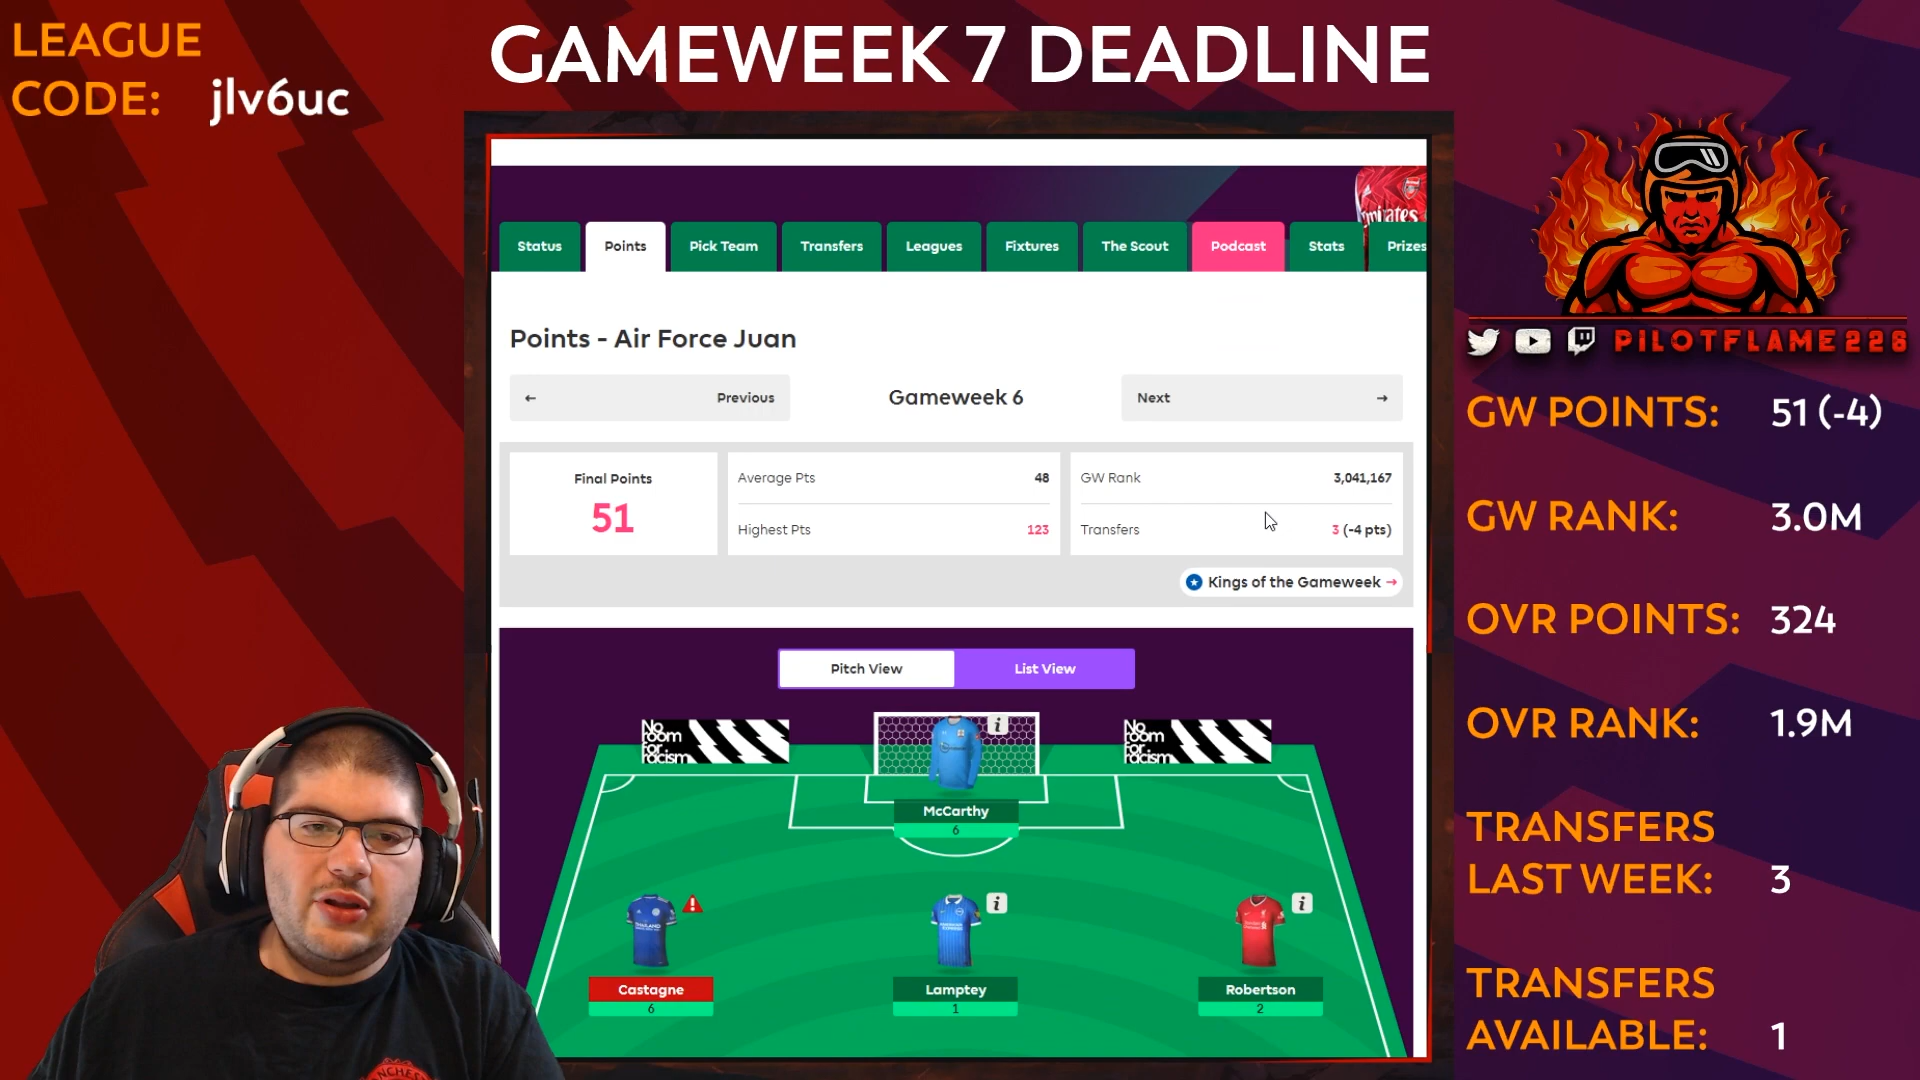 LEAGUE
CODE: jlv6uc
GAMEWEEK 7 DEADLINE
Emirates
Status
Points
Pick Team
Transfers
Leagues
Fixtures
The Scout
Podcast
Stats
Prizes
Points - Air Force Juan
← Previous
Gameweek 6
Next →
Final Points
51
Average Pts 48
Highest Pts 123
GW Rank 3,041,167
Transfers 3 (-4 pts)
Kings of the Gameweek →
Pitch View
List View
No
room
for
racism
No
room
for
racism
McCarthy
6
Castagne
6
Lamptey
1
Robertson
2
PILOTFLAME226
GW POINTS: 51 (-4)
GW RANK: 3.0M
OVR POINTS: 324
OVR RANK: 1.9M
TRANSFERS
LAST WEEK: 3
TRANSFERS
AVAILABLE: 1